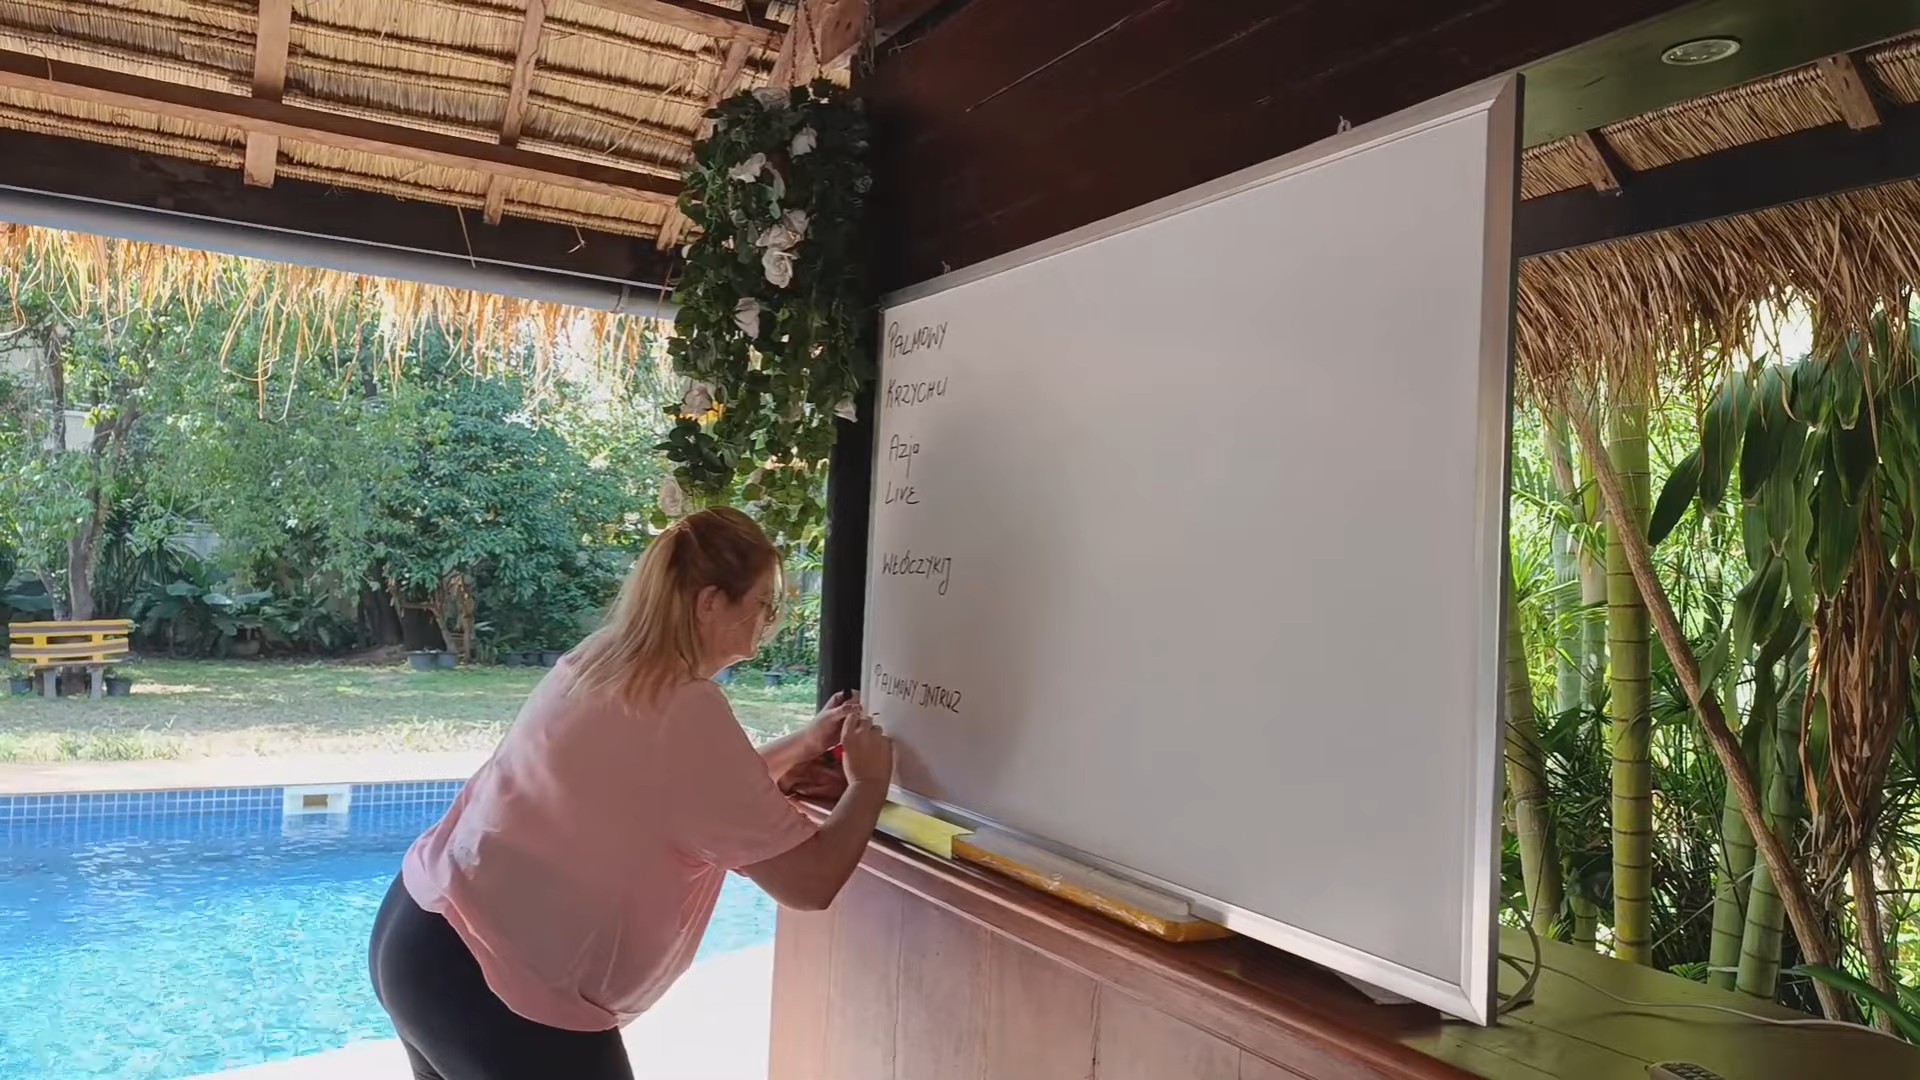 PALMOWY
KRZYCHU
Azja
LIVE
WŁÓCZYKIJ
PALMOWY INTRUZ